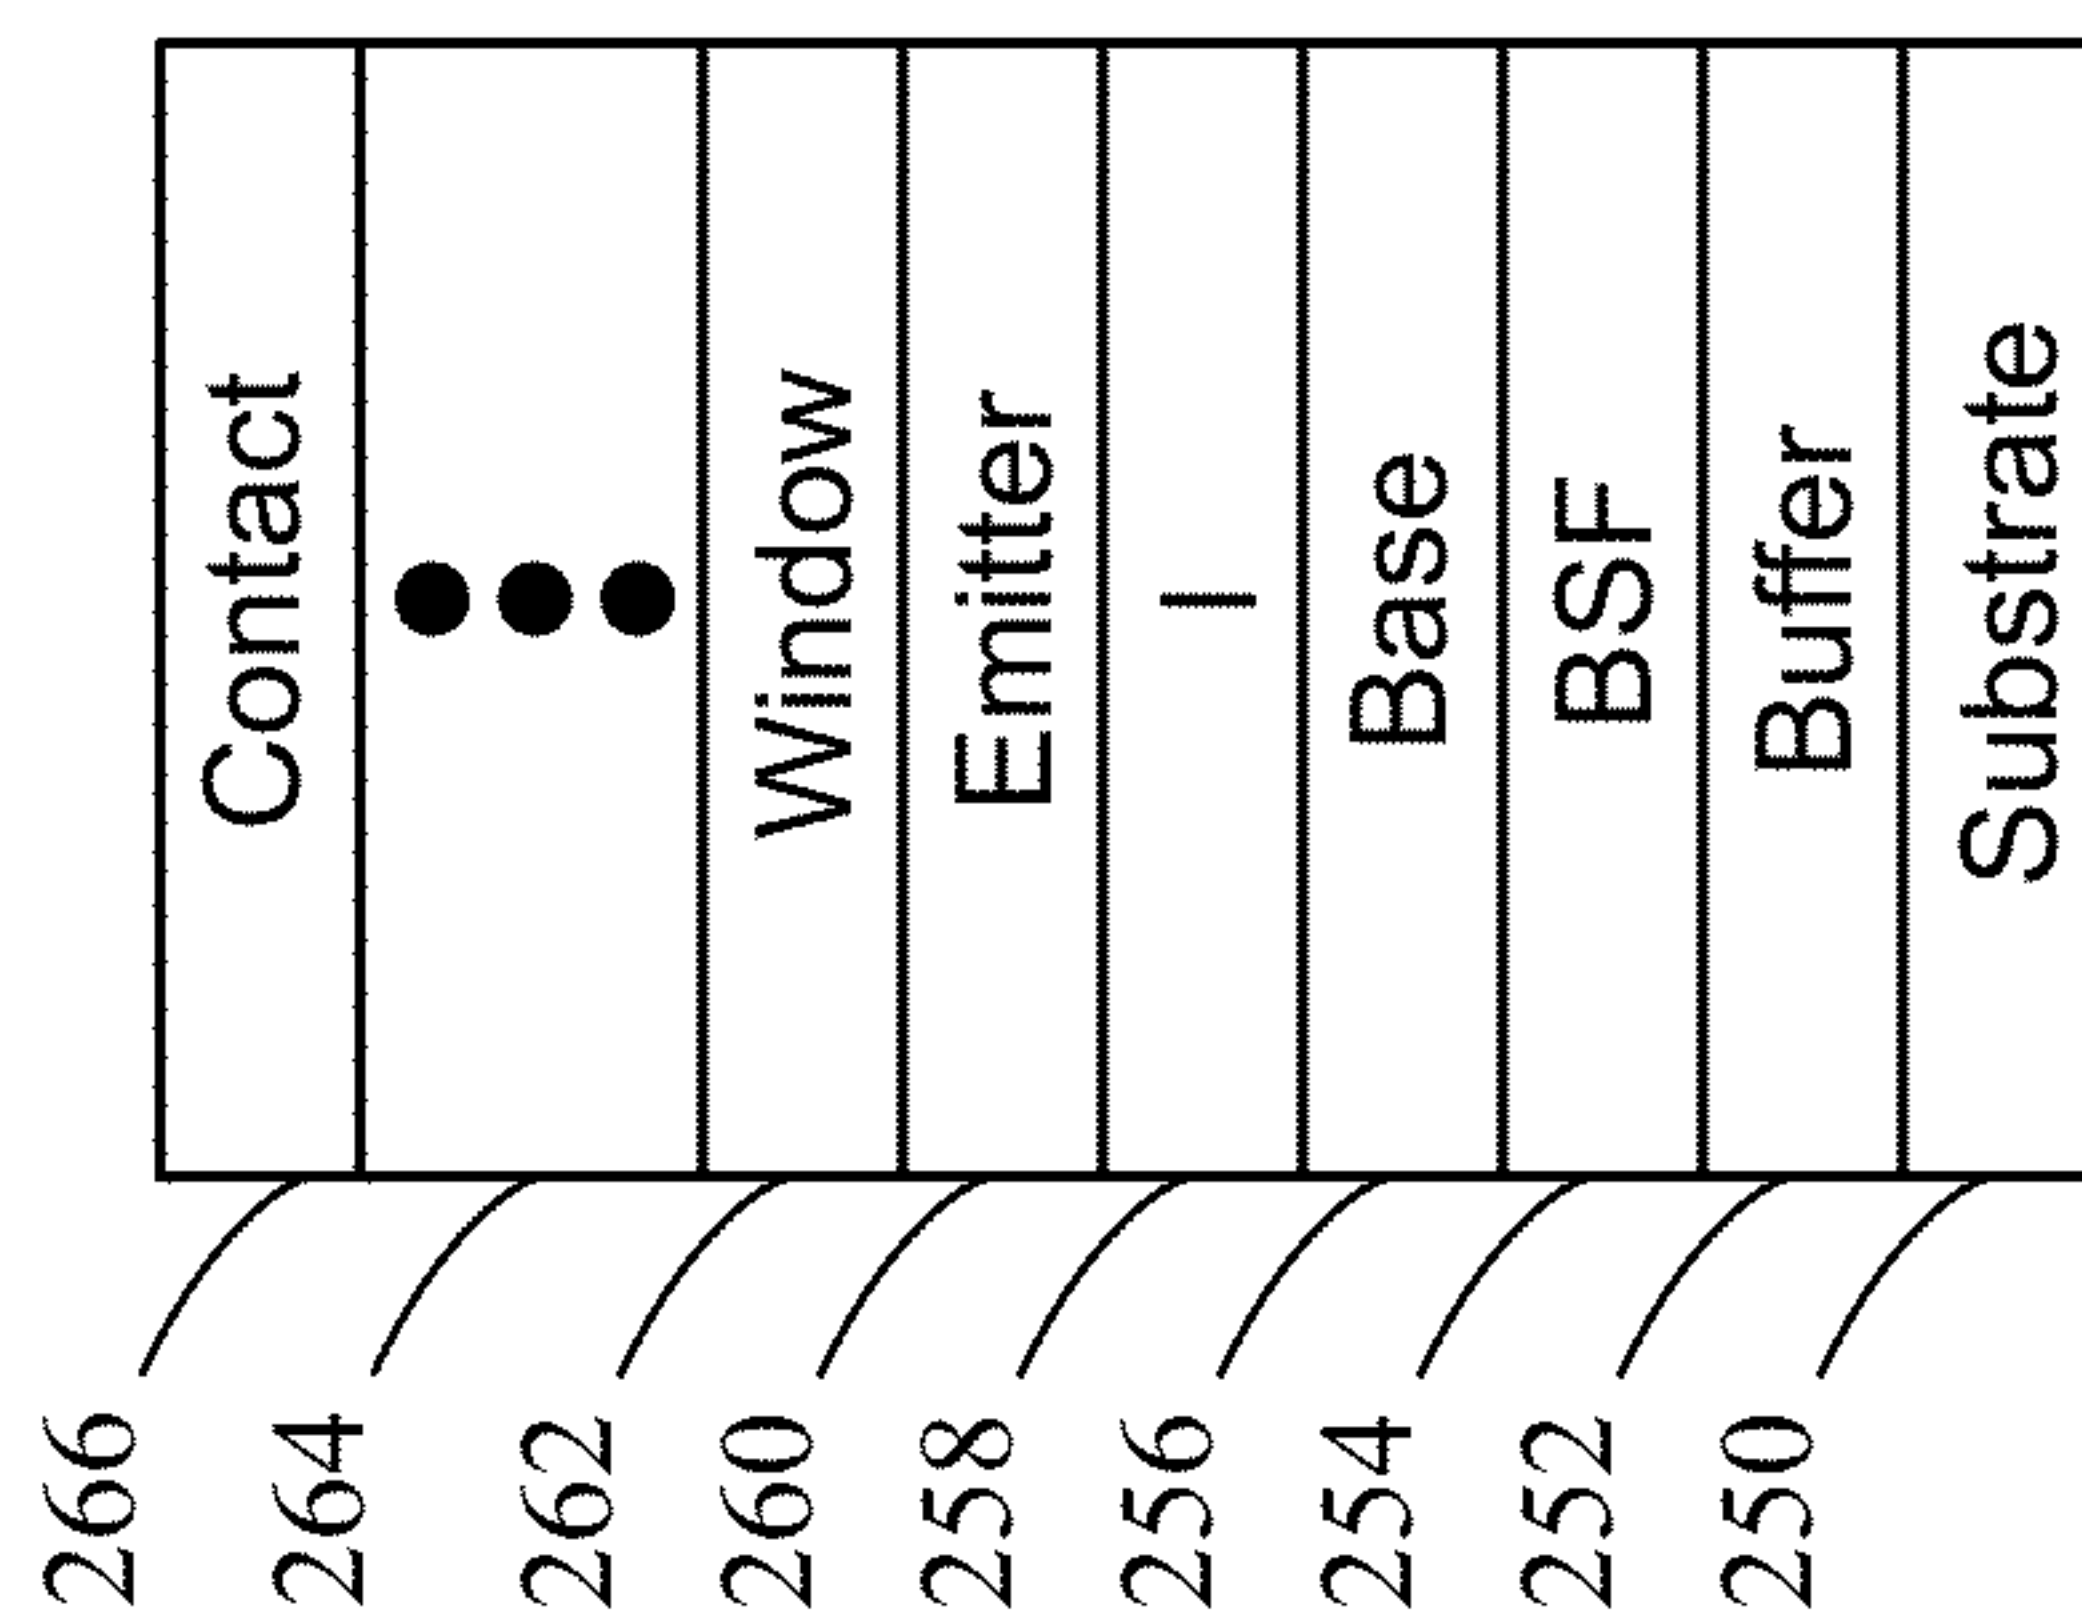 266 Contact
264
262 Window
260 Emitter
258 I
256 Base
254 BSF
252 Buffer
250 Substrate